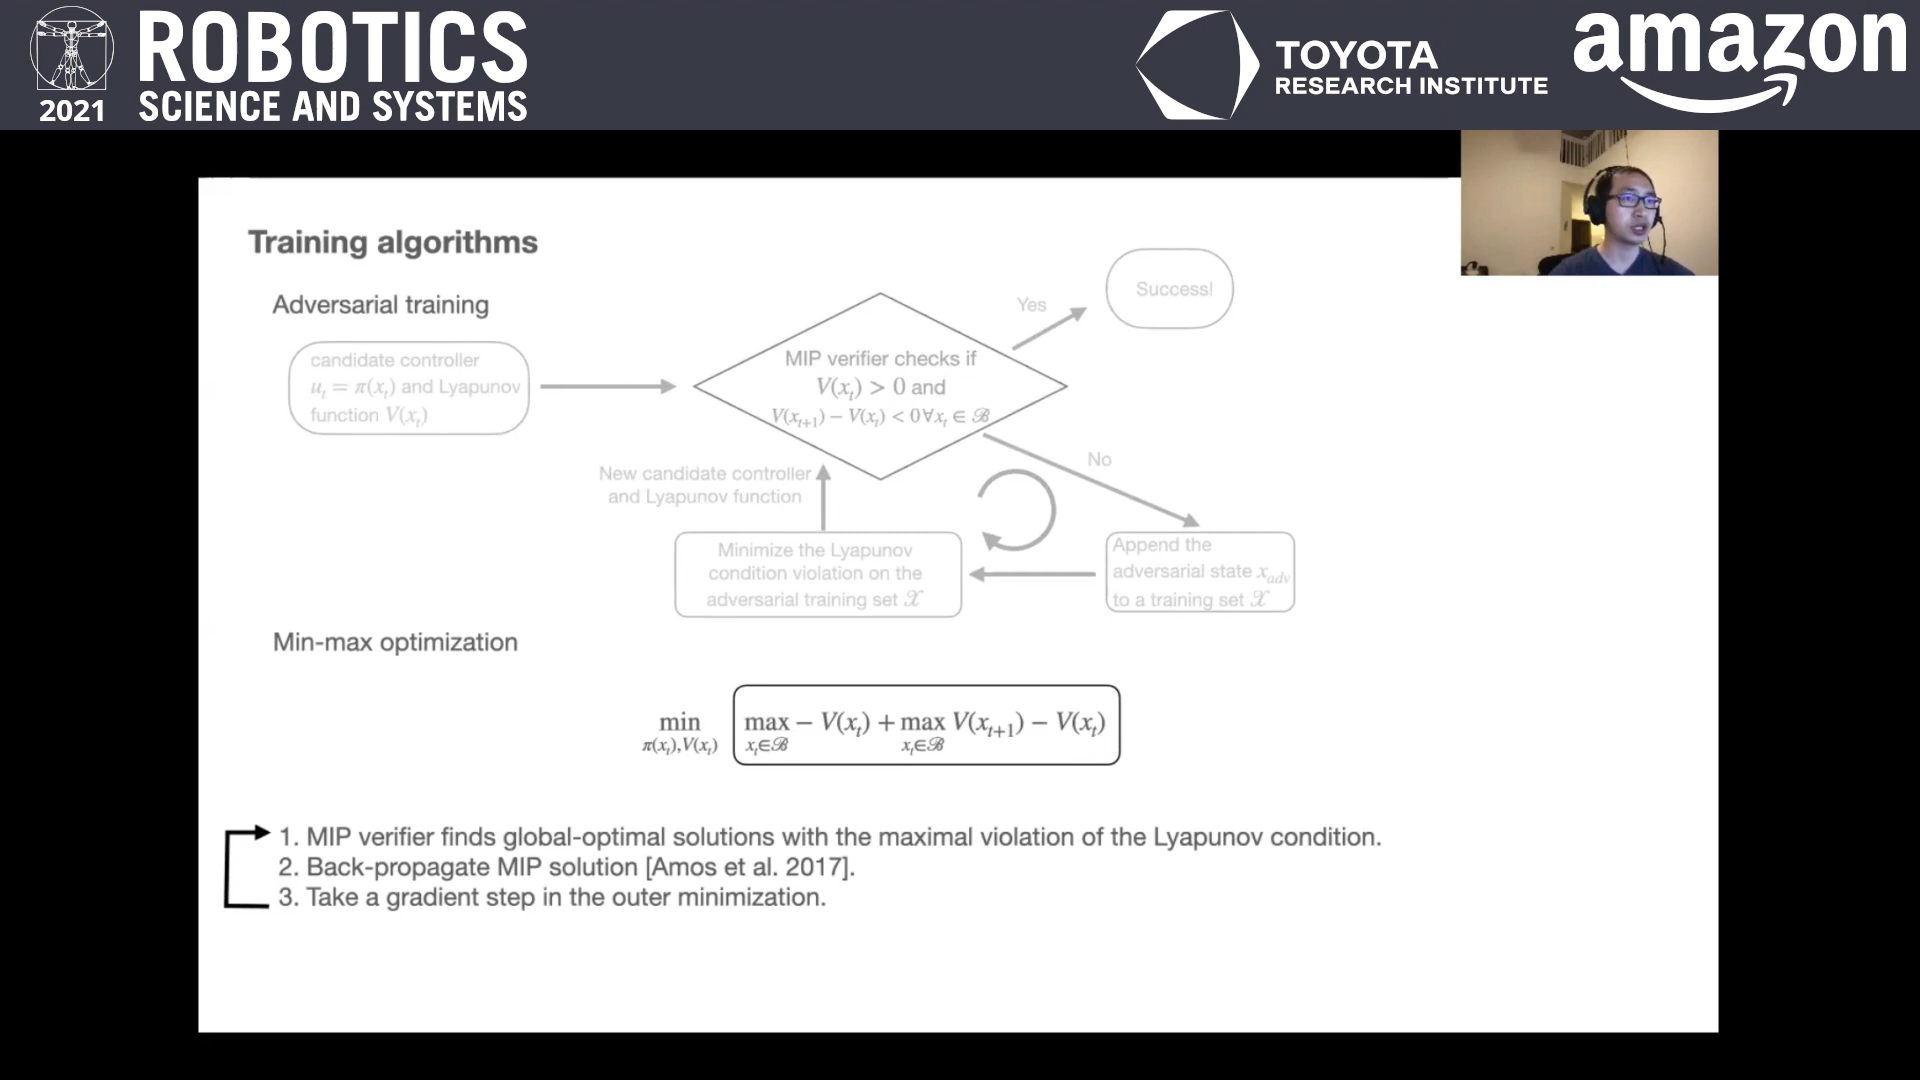 ROBOTICS
2021 SCIENCE AND SYSTEMS
TOYOTA
RESEARCH INSTITUTE
amazon
Training algorithms
Adversarial training
candidate controller
u_t = π(x_t) and Lyapunov
function V(x_t)
MIP verifier checks if
V(x_t) > 0 and
V(x_{t+1}) − V(x_t) < 0∀x_t ∈ ℬ
Yes
Success!
No
Append the
adversarial state x_{adv}
to a training set 𝒳
Minimize the Lyapunov
condition violation on the
adversarial training set 𝒳
New candidate controller
and Lyapunov function
Min-max optimization
min max − V(x_t) + max V(x_{t+1}) − V(x_t)
π(x_t),V(x_t) x_t∈ℬ x_t∈ℬ
1. MIP verifier finds global-optimal solutions with the maximal violation of the Lyapunov condition.
2. Back-propagate MIP solution [Amos et al. 2017].
3. Take a gradient step in the outer minimization.